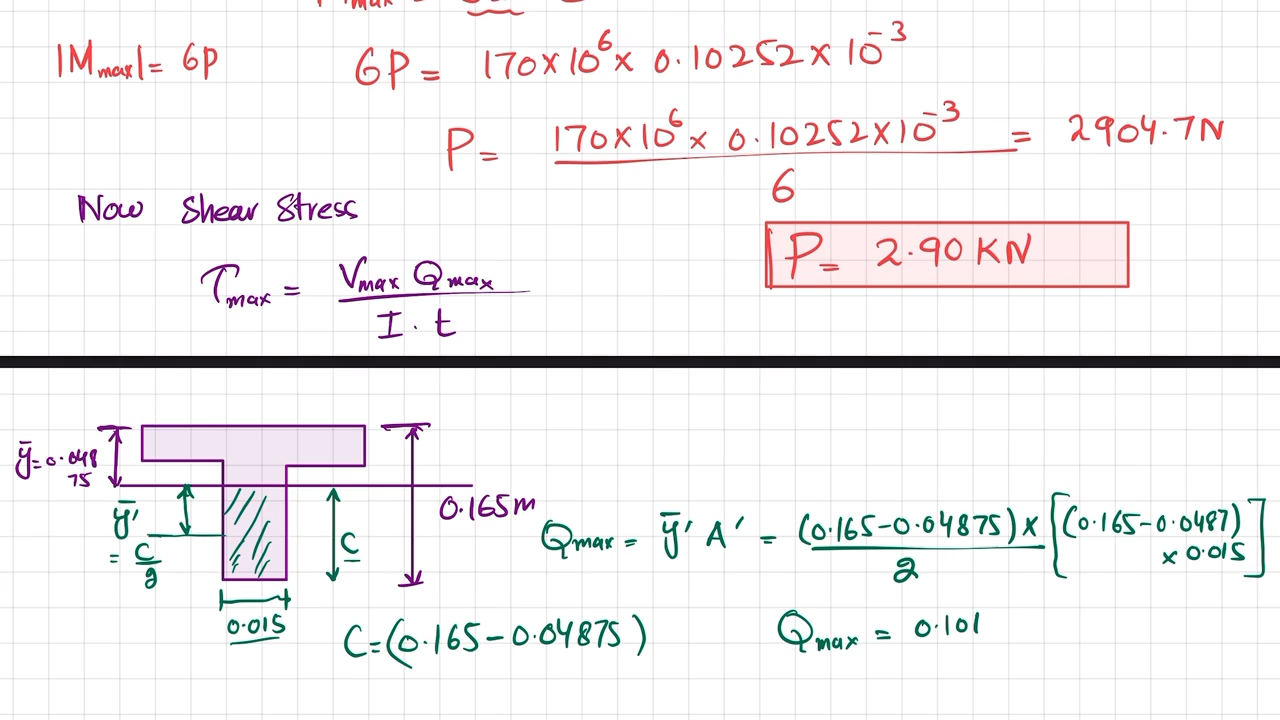 |Mmax| = 6P 6P = 170×10⁶ × 0.10252×10⁻³
P = 170×10⁶ × 0.10252×10⁻³ / 6 = 2904.7N
Now Shear Stress
P = 2.90 KN
τmax = Vmax Qmax / I · t
ȳ=0.04875
0.165m
ȳ' = C/2
C
Qmax = ȳ' A' = (0.165-0.04875)/2 × [(0.165-0.0487) × 0.015]
0.015
C=(0.165-0.04875)
Qmax = 0.101